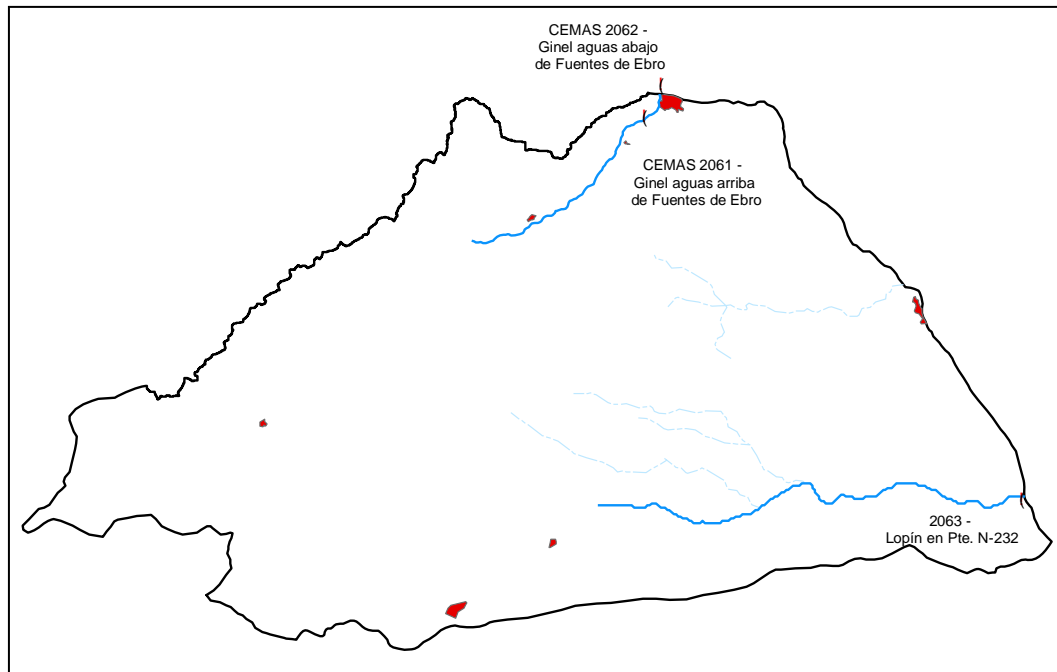 CEMAS 2062 -
Ginel aguas abajo
de Fuentes de Ebro
CEMAS 2061 -
Ginel aguas arriba
de Fuentes de Ebro
2063 -
Lopín en Pte. N-232